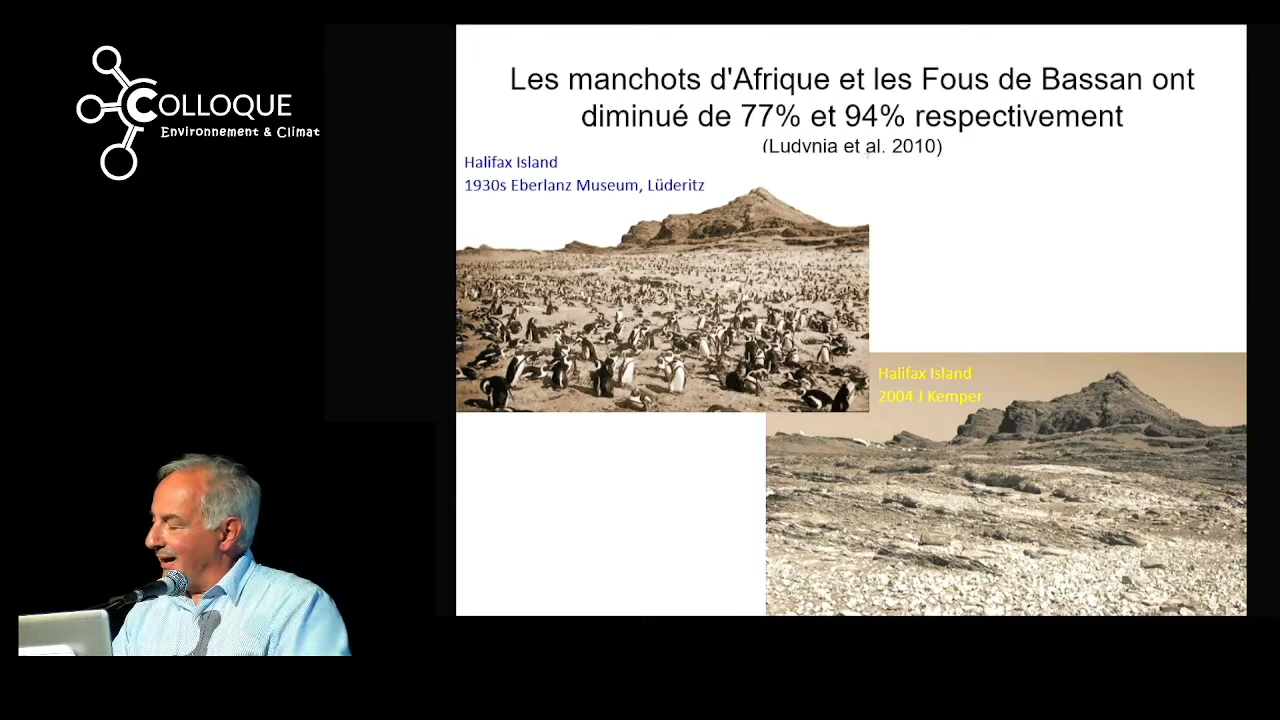 COLLOQUE
Environnement & Climat
Les manchots d'Afrique et les Fous de Bassan ont
diminué de 77% et 94% respectivement
(Ludynia et al. 2010)
Halifax Island
1930s Eberlanz Museum, Lüderitz
Halifax Island
2004 J Kemper